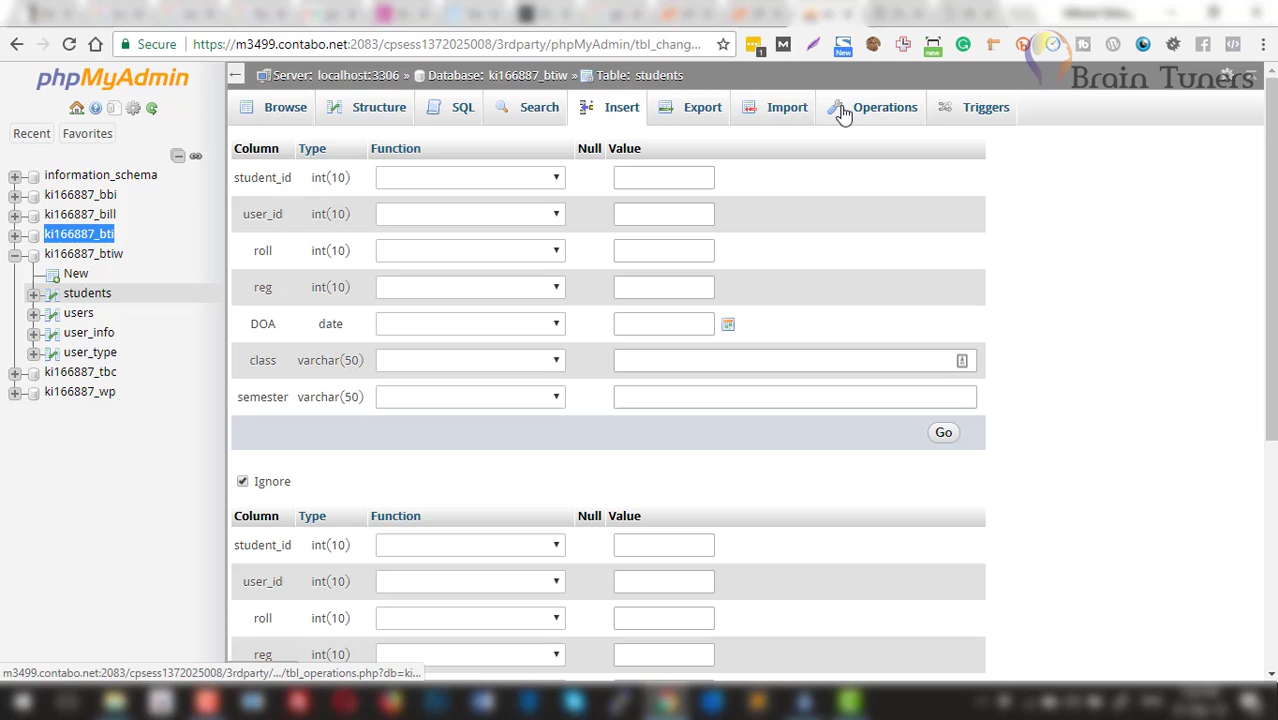 Secure https://m3499.contabo.net:2083/cpsess1372025008/3rdparty/phpMyAdmin/tbl_chang...
New
new
Brain Tuners
phpMyAdmin
Server: localhost:3306 » Database: ki166887_btiw » Table: students
Browse Structure SQL Search Insert Export Import Operations Triggers
Recent Favorites
information_schema
ki166887_bbi
ki166887_bill
ki166887_bti
ki166887_btiw
New
students
users
user_info
user_type
ki166887_tbc
ki166887_wp
Column Type Function Null Value
student_id int(10)
user_id int(10)
roll int(10)
reg int(10)
DOA date
class varchar(50)
semester varchar(50)
Go
Ignore
Column Type Function Null Value
student_id int(10)
user_id int(10)
roll int(10)
reg int(10)
m3499.contabo.net:2083/cpsess1372025008/3rdparty/.../tbl_operations.php?db=ki...